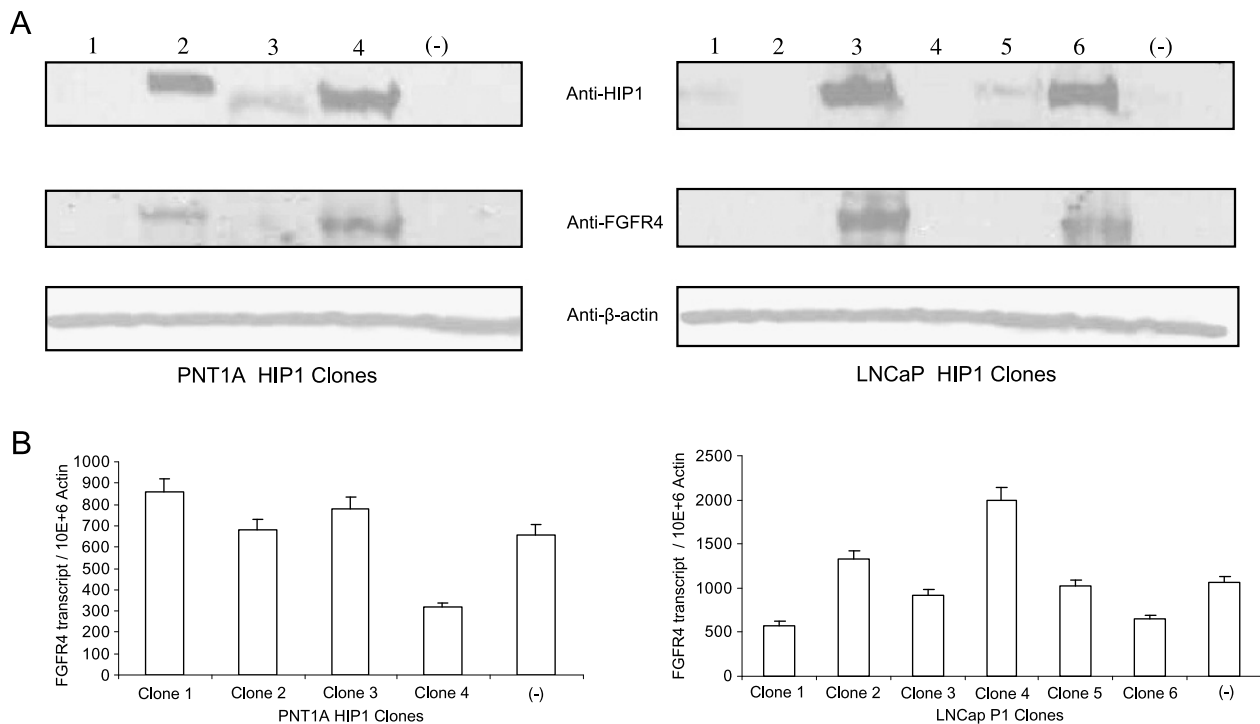 A
1 2 3 4 (-)
1 2 3 4 5 6 (-)
Anti-HIP1
Anti-FGFR4
Anti-β-actin
PNT1A HIP1 Clones
LNCaP HIP1 Clones
B
FGFR4 transcript / 10E+6 Actin
1000
900
800
700
600
500
400
300
200
100
0
Clone 1 Clone 2 Clone 3 Clone 4 (-)
PNT1A HIP1 Clones
FGFR4 transcript / 10E+6 Actin
2500
2000
1500
1000
500
0
Clone 1 Clone 2 Clone 3 Clone 4 Clone 5 Clone 6 (-)
LNCap P1 Clones